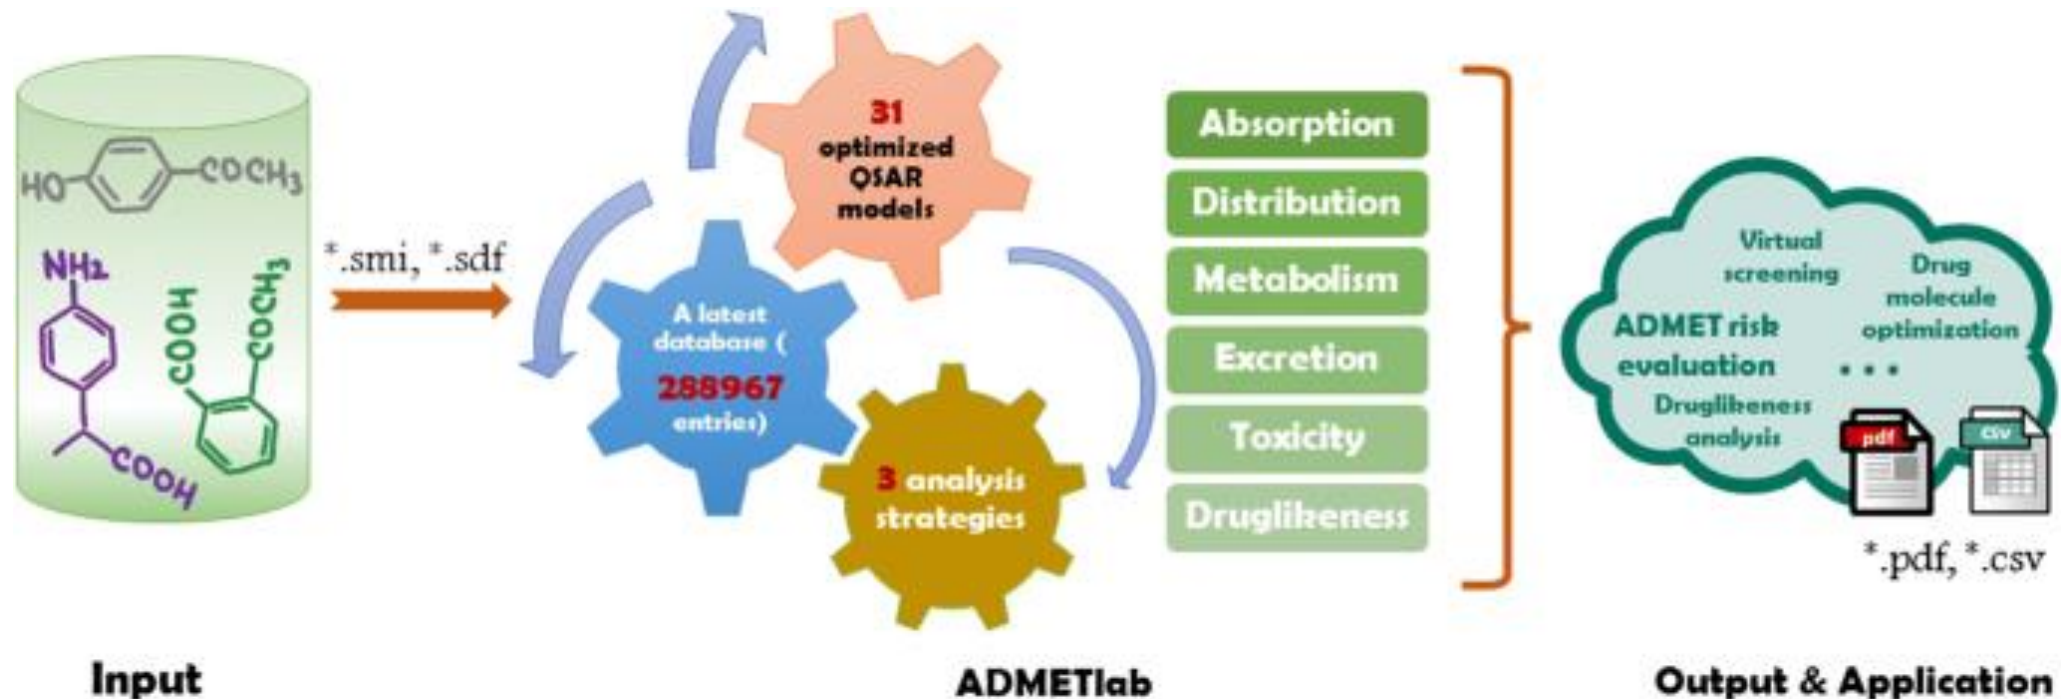 HO
COCH3
NH2
COOH
COOH
COCH3
*.smi, *.sdf
31
optimized
QSAR
models
A latest
database (
288967
entries)
3 analysis
strategies
Absorption
Distribution
Metabolism
Excretion
Toxicity
Druglikeness
Virtual
screening
Drug
molecule
optimization
ADMET risk
evaluation
...
Druglikeness
analysis
pdf
csv
*.pdf, *.csv
Input
ADMETlab
Output & Application